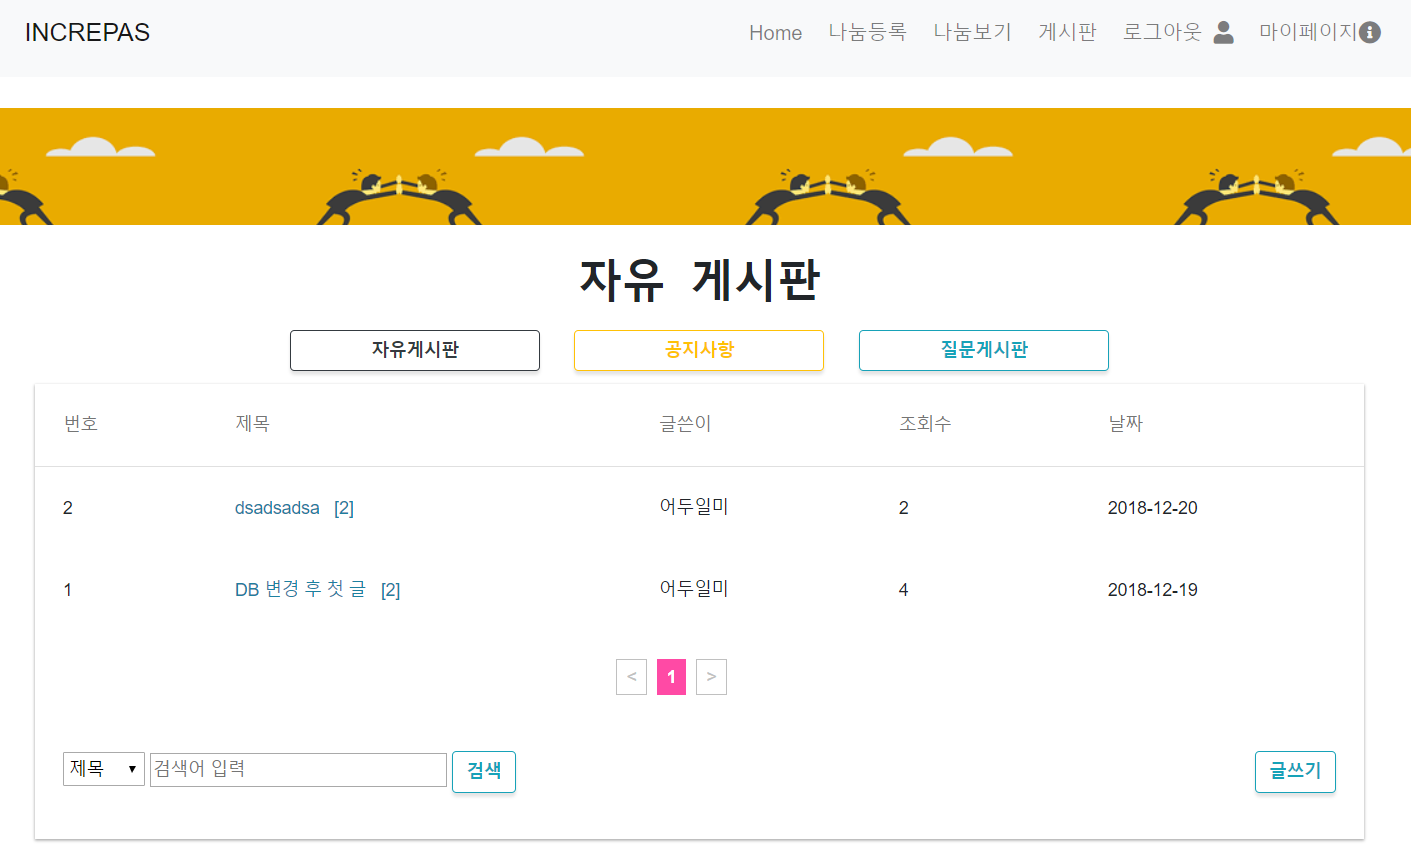 INCREPAS Home 나눔등록 나눔보기 게시판 로그아웃 마이페이지
자유 게시판
자유게시판 공지사항 질문게시판
번호 제목 글쓴이 조회수 날짜
2 dsadsadsa [2] 어두일미 2 2018-12-20
1 DB 변경 후 첫 글 [2] 어두일미 4 2018-12-19
< 1 >
제목 검색어 입력 검색 글쓰기